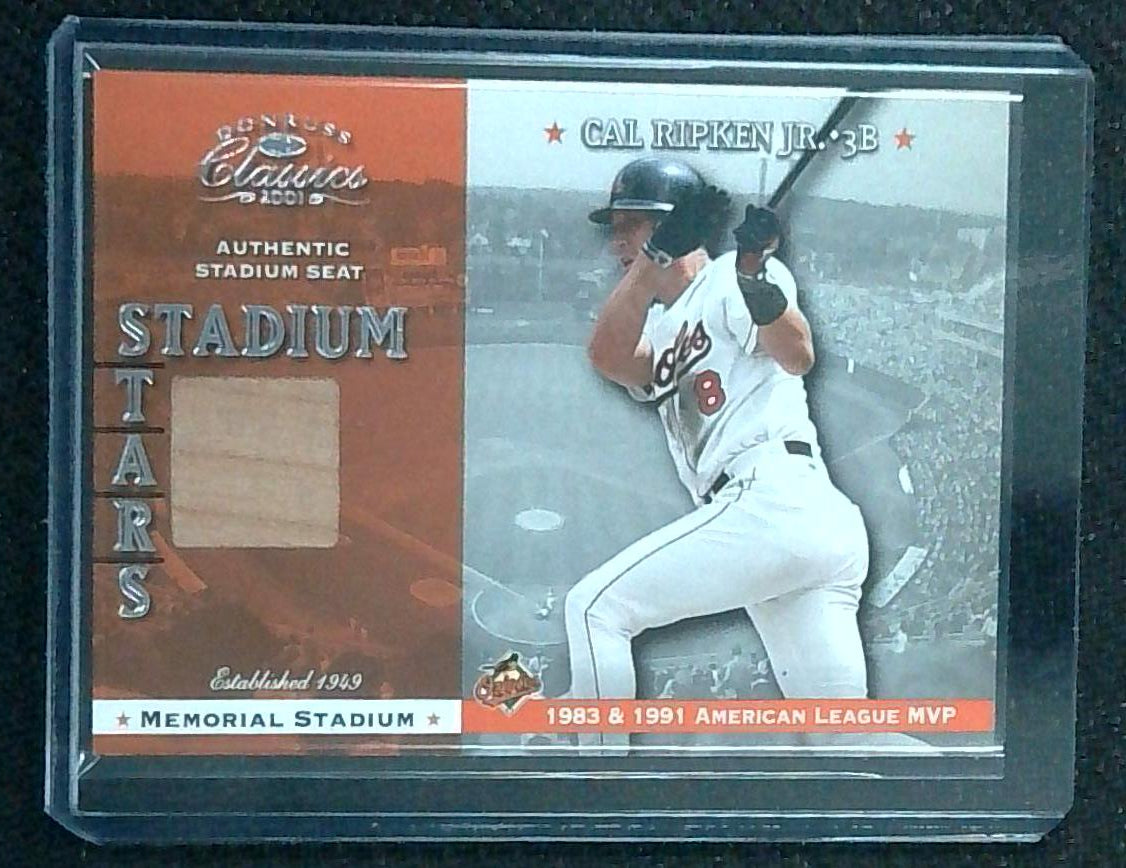 DONRUSS
Classics
2001
AUTHENTIC
STADIUM SEAT
STADIUM
STARS
Established 1949
★ MEMORIAL STADIUM ★
★ CAL RIPKEN JR. • 3B ★
oles
8
1983 & 1991 AMERICAN LEAGUE MVP